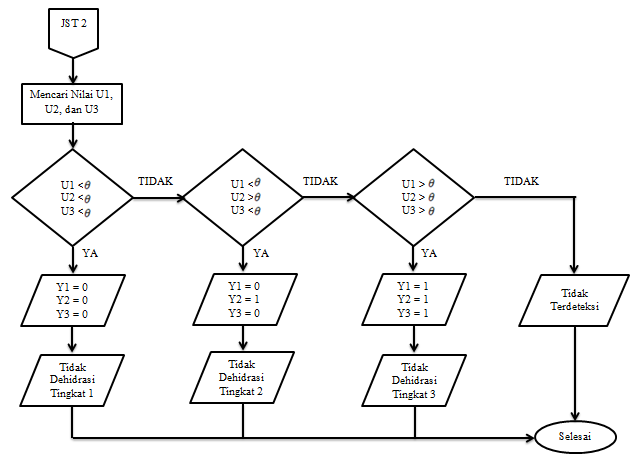 JST 2
Mencari Nilai U1,
U2, dan U3
U1 <θ
U2 <θ
U3 <θ
TIDAK
U1 <θ
U2 >θ
U3 <θ
TIDAK
U1 > θ
U2 > θ
U3 > θ
TIDAK
YA
YA
Y1 = 0
Y2 = 0
Y3 = 0
Y1 = 0
Y2 = 1
Y3 = 0
Y1 = 1
Y2 = 1
Y3 = 1
Tidak
Terdeteksi
Tidak
Dehidrasi
Tingkat 1
Tidak
Dehidrasi
Tingkat 2
Tidak
Dehidrasi
Tingkat 3
Selesai